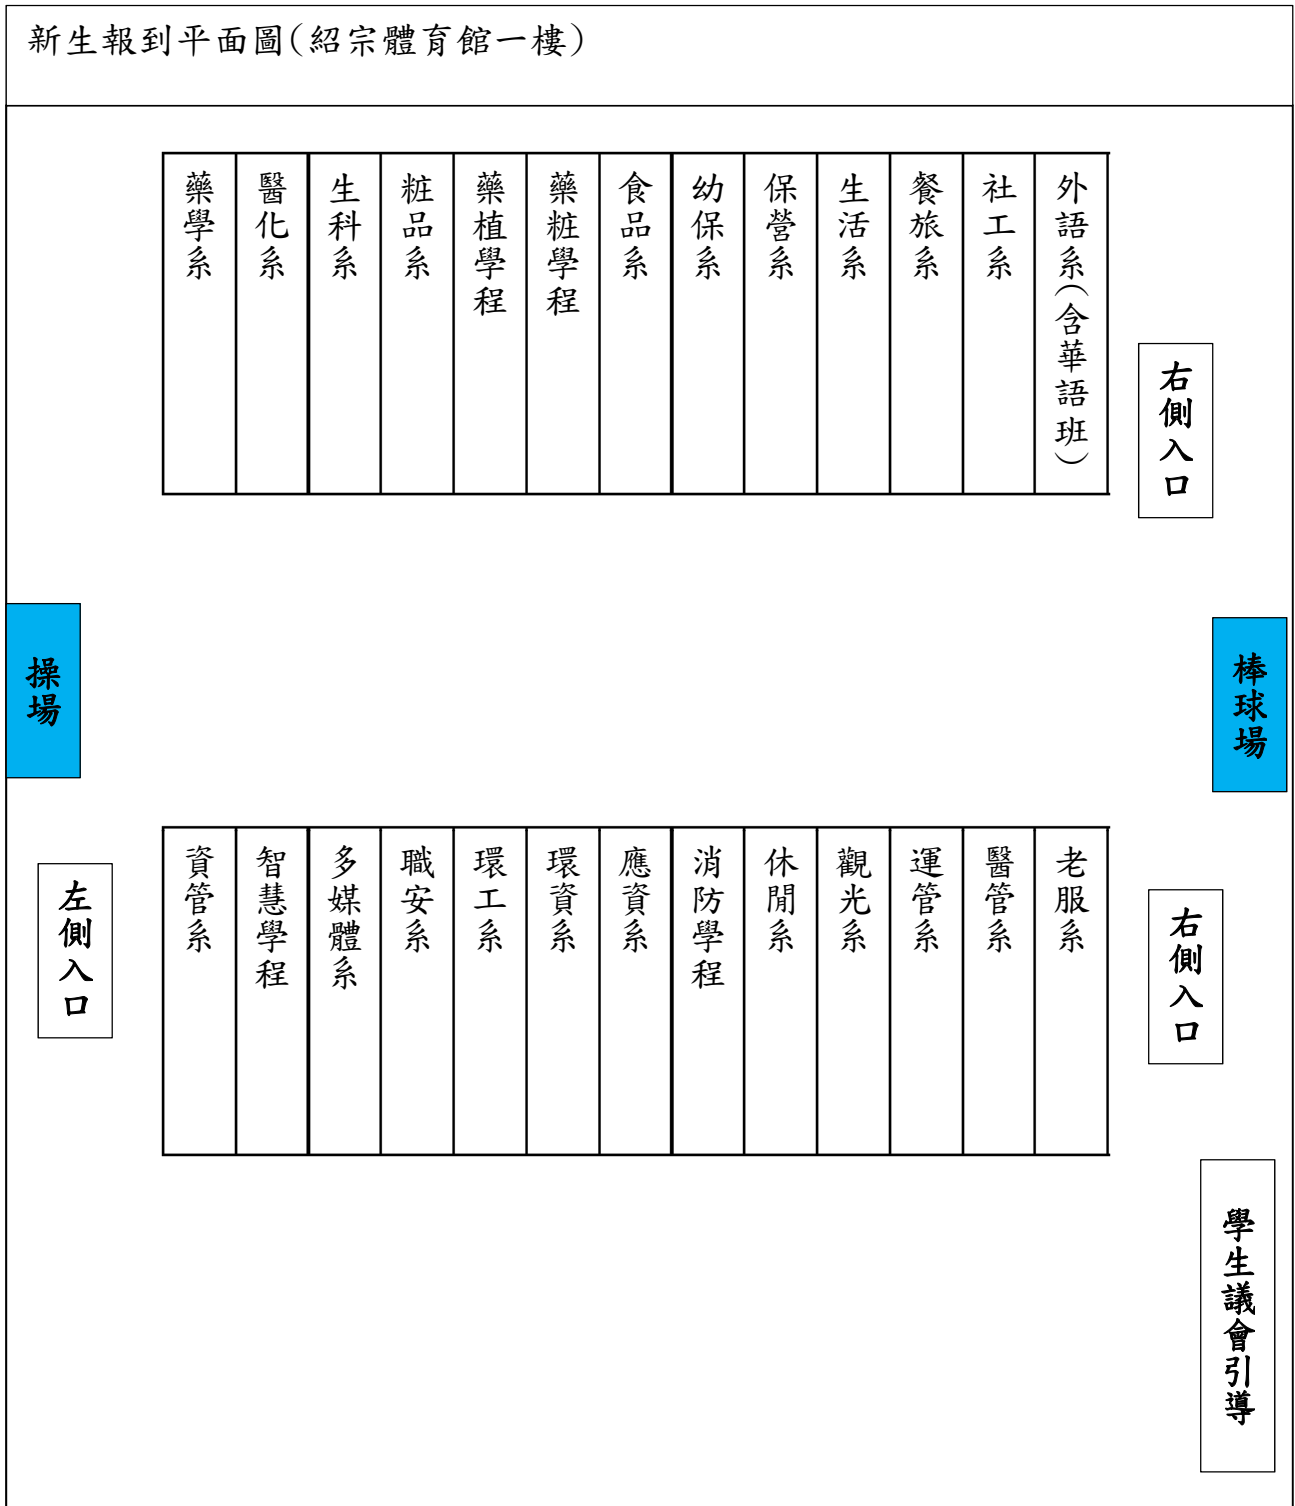 新生報到平面圖(紹宗體育館一樓)
藥學系
醫化系
生科系
粧品系
藥植學程
藥粧學程
食品系
幼保系
保營系
生活系
餐旅系
社工系
外語系(含華語班)
右側入口
操場
棒球場
左側入口
資管系
智慧學程
多媒體系
職安系
環工系
環資系
應資系
消防學程
休閒系
觀光系
運管系
醫管系
老服系
右側入口
學生議會引導